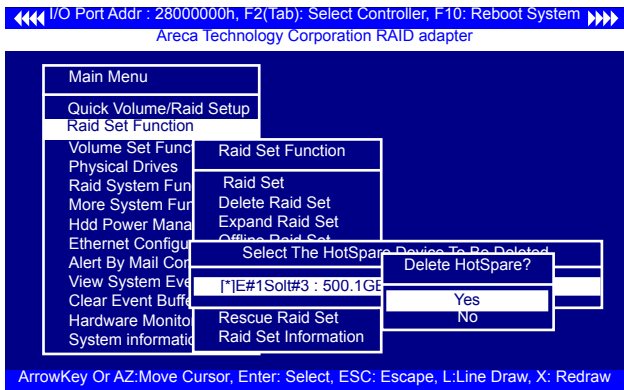 I/O Port Addr : 28000000h, F2(Tab): Select Controller, F10: Reboot System
Areca Technology Corporation RAID adapter
Main Menu
Quick Volume/Raid Setup
Raid Set Function
Volume Set Func
Physical Drives
Raid System Fun
More System Fun
Hdd Power Mana
Ethernet Configu
Alert By Mail Con
View System Eve
Clear Event Buffe
Hardware Monito
System informatio
Raid Set Function
Raid Set
Delete Raid Set
Expand Raid Set
Offline Raid Set
Select The HotSpare Device To Be Deleted
[*]E#1Solt#3 : 500.1GB
Rescue Raid Set
Raid Set Information
Delete HotSpare?
Yes
No
ArrowKey Or AZ:Move Cursor, Enter: Select, ESC: Escape, L:Line Draw, X: Redraw